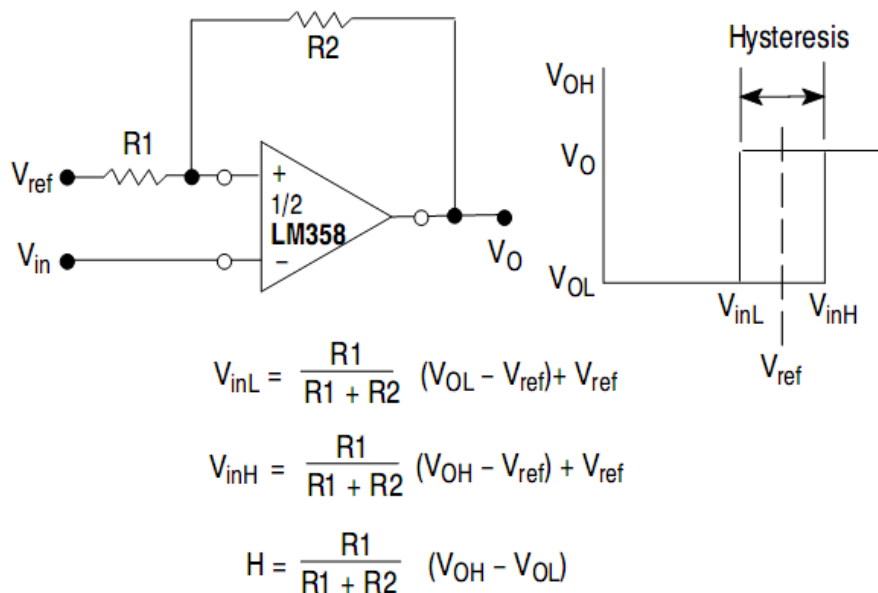 R2
Hysteresis
VOH
R1
Vref
+
1/2
LM358
VO
Vin
−
VO
VOL
VinL
VinH
Vref
VinL = R1 / (R1 + R2) (VOL – Vref)+ Vref
VinH = R1 / (R1 + R2) (VOH – Vref) + Vref
H = R1 / (R1 + R2) (VOH – VOL)